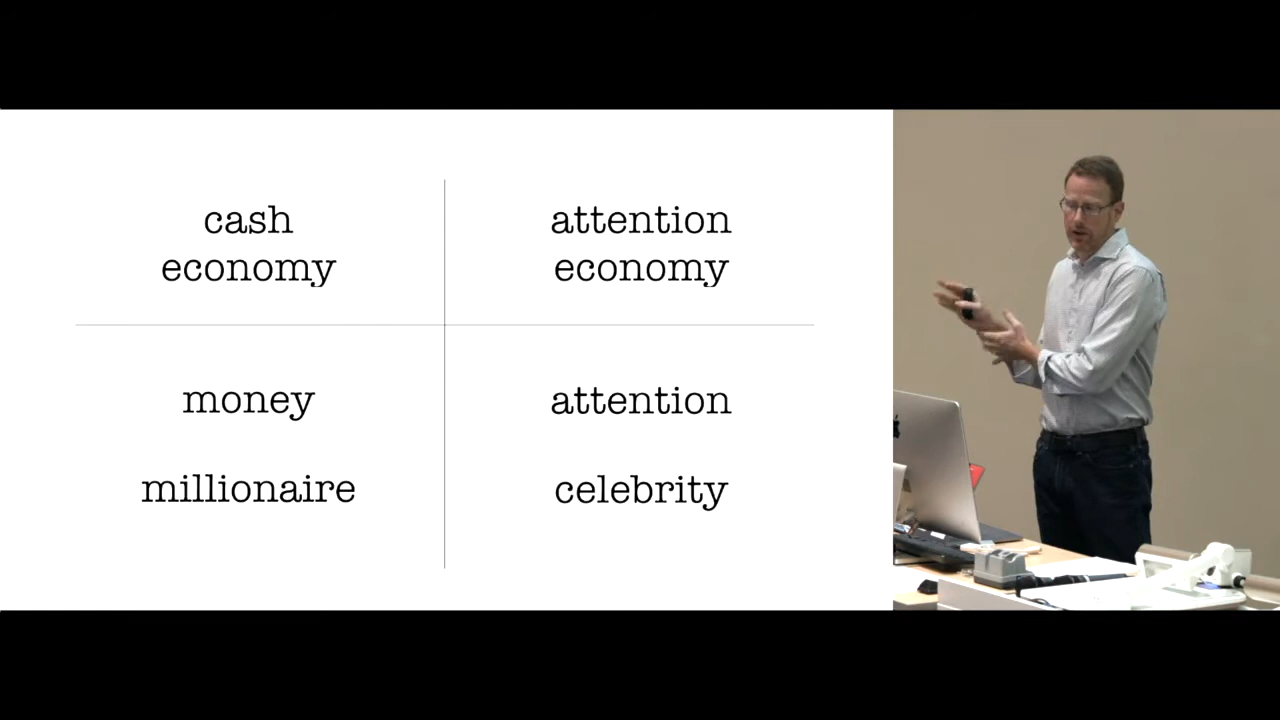 cash
economy
attention
economy
money
attention
millionaire
celebrity